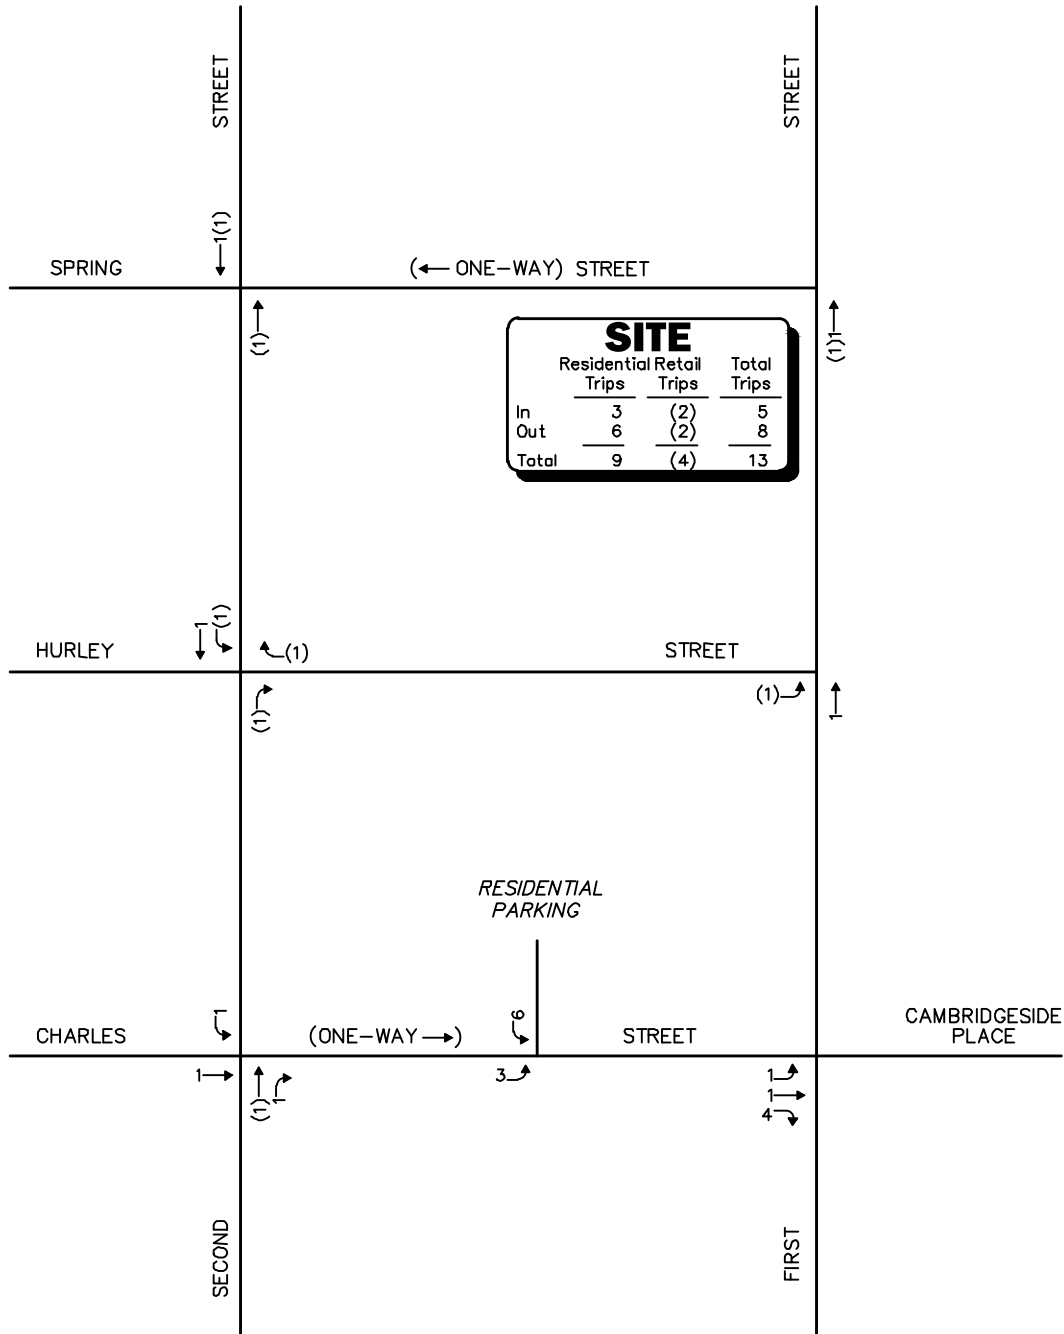 STREET
STREET
1(1)
SPRING
(← ONE-WAY) STREET
(1)
(1)1
SITE
Residential Retail Total
Trips Trips Trips
In 3 (2) 5
Out 6 (2) 8
Total 9 (4) 13
1
(1)
HURLEY
(1)
STREET
(1)
(1)
1
RESIDENTIAL
PARKING
1
6
CHARLES
(ONE-WAY →)
STREET
CAMBRIDGESIDE
PLACE
1
(1)
1
3
1
1
4
SECOND
FIRST